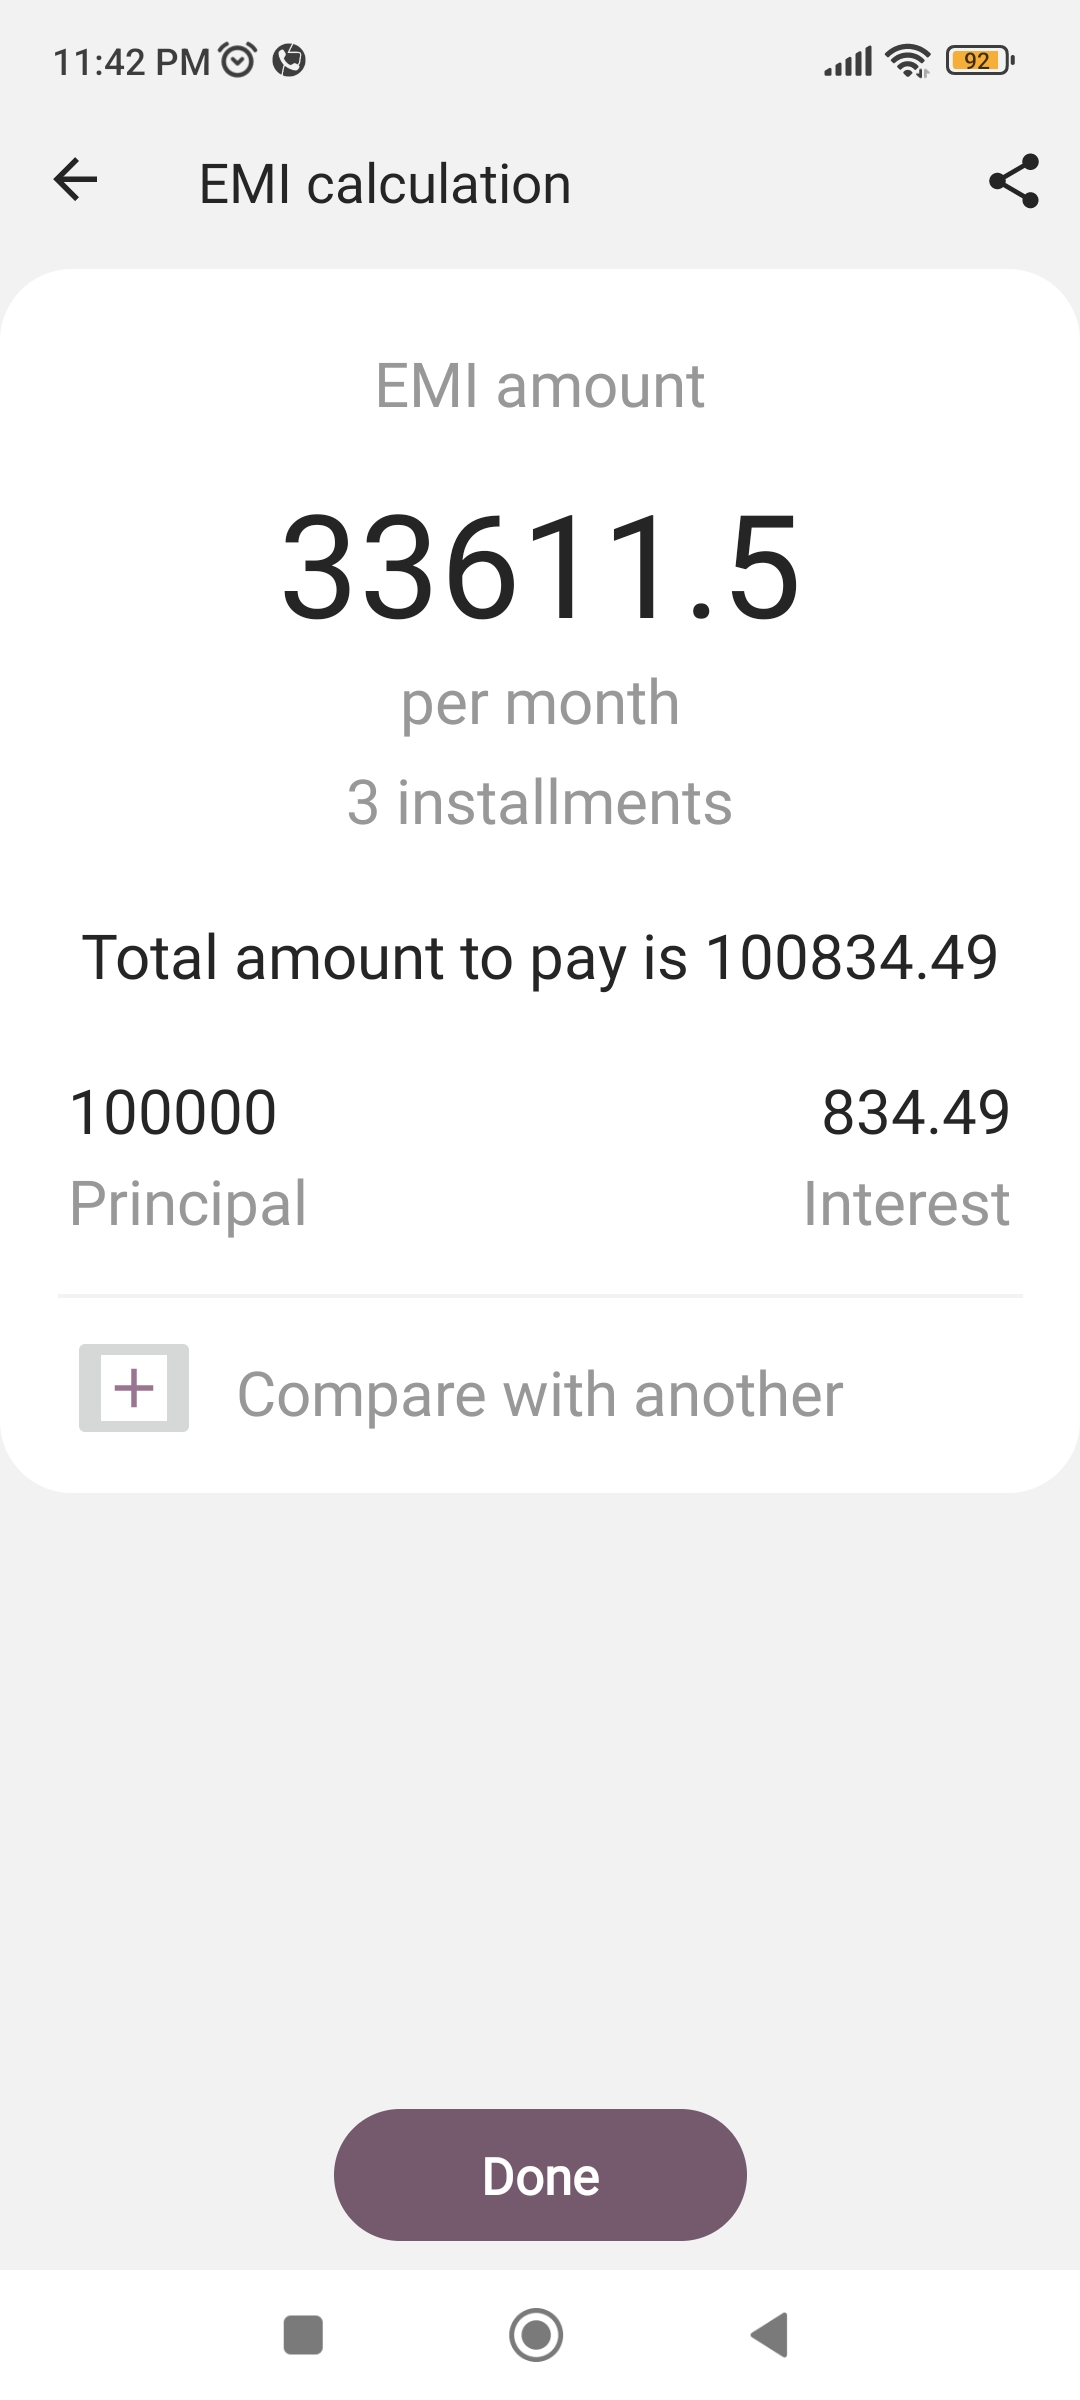 11:42 PM
92
EMI calculation
EMI amount
33611.5
per month
3 installments
Total amount to pay is 100834.49
100000 834.49
Principal Interest
Compare with another
Done